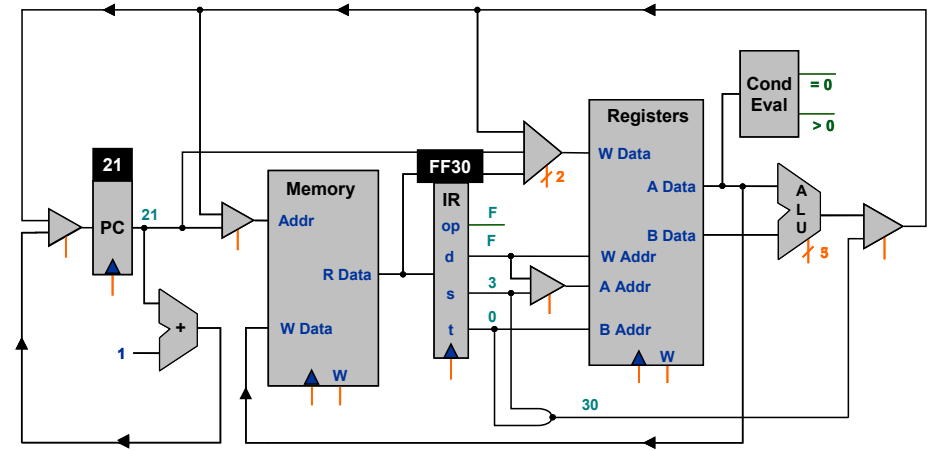 Cond
Eval
= 0
> 0
Registers
W Data
A Data
B Data
W Addr
A Addr
B Addr
W
2
A
L
U
5
21
PC
21
Memory
Addr
R Data
W Data
W
FF30
IR
op
d
s
t
F
F
3
0
+
1
30